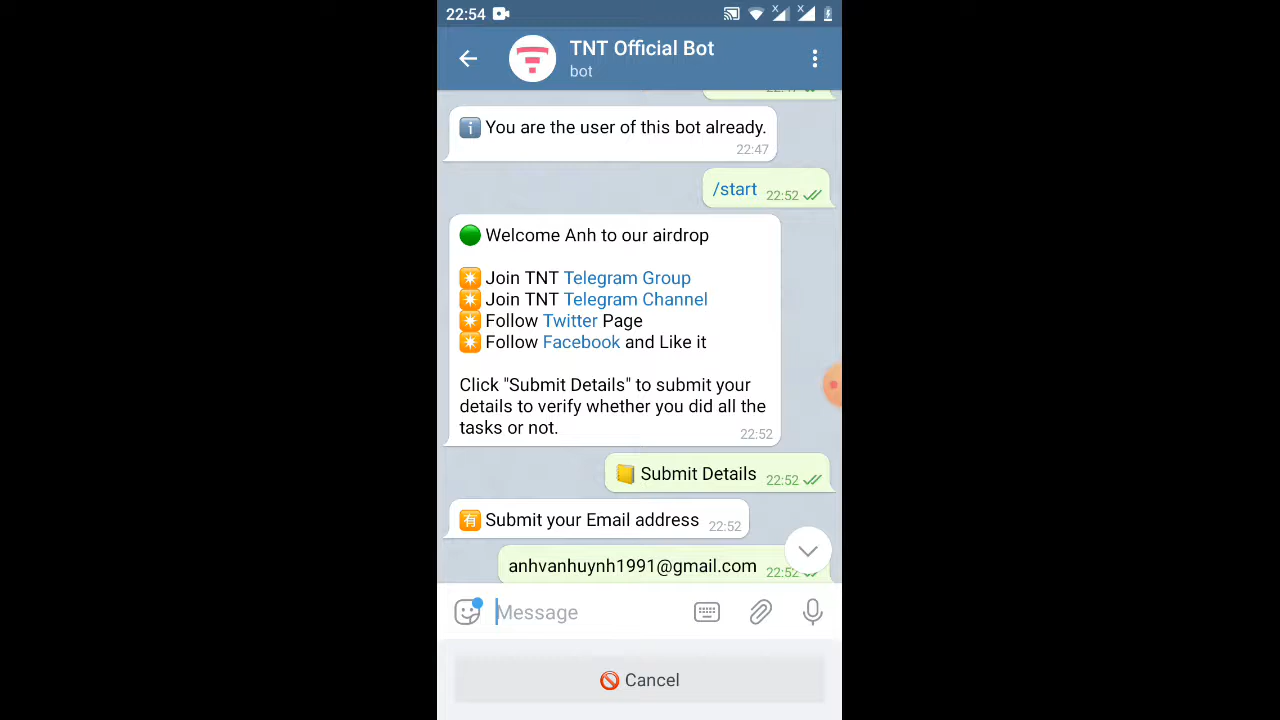 22:54
TNT Official Bot
bot
You are the user of this bot already.
22:47
/start 22:52
Welcome Anh to our airdrop
Join TNT Telegram Group
Join TNT Telegram Channel
Follow Twitter Page
Follow Facebook and Like it
Click "Submit Details" to submit your
details to verify whether you did all the
tasks or not.
22:52
Submit Details 22:52
有 Submit your Email address 22:52
anhvanhuynh1991@gmail.com 22:52
Message
Cancel